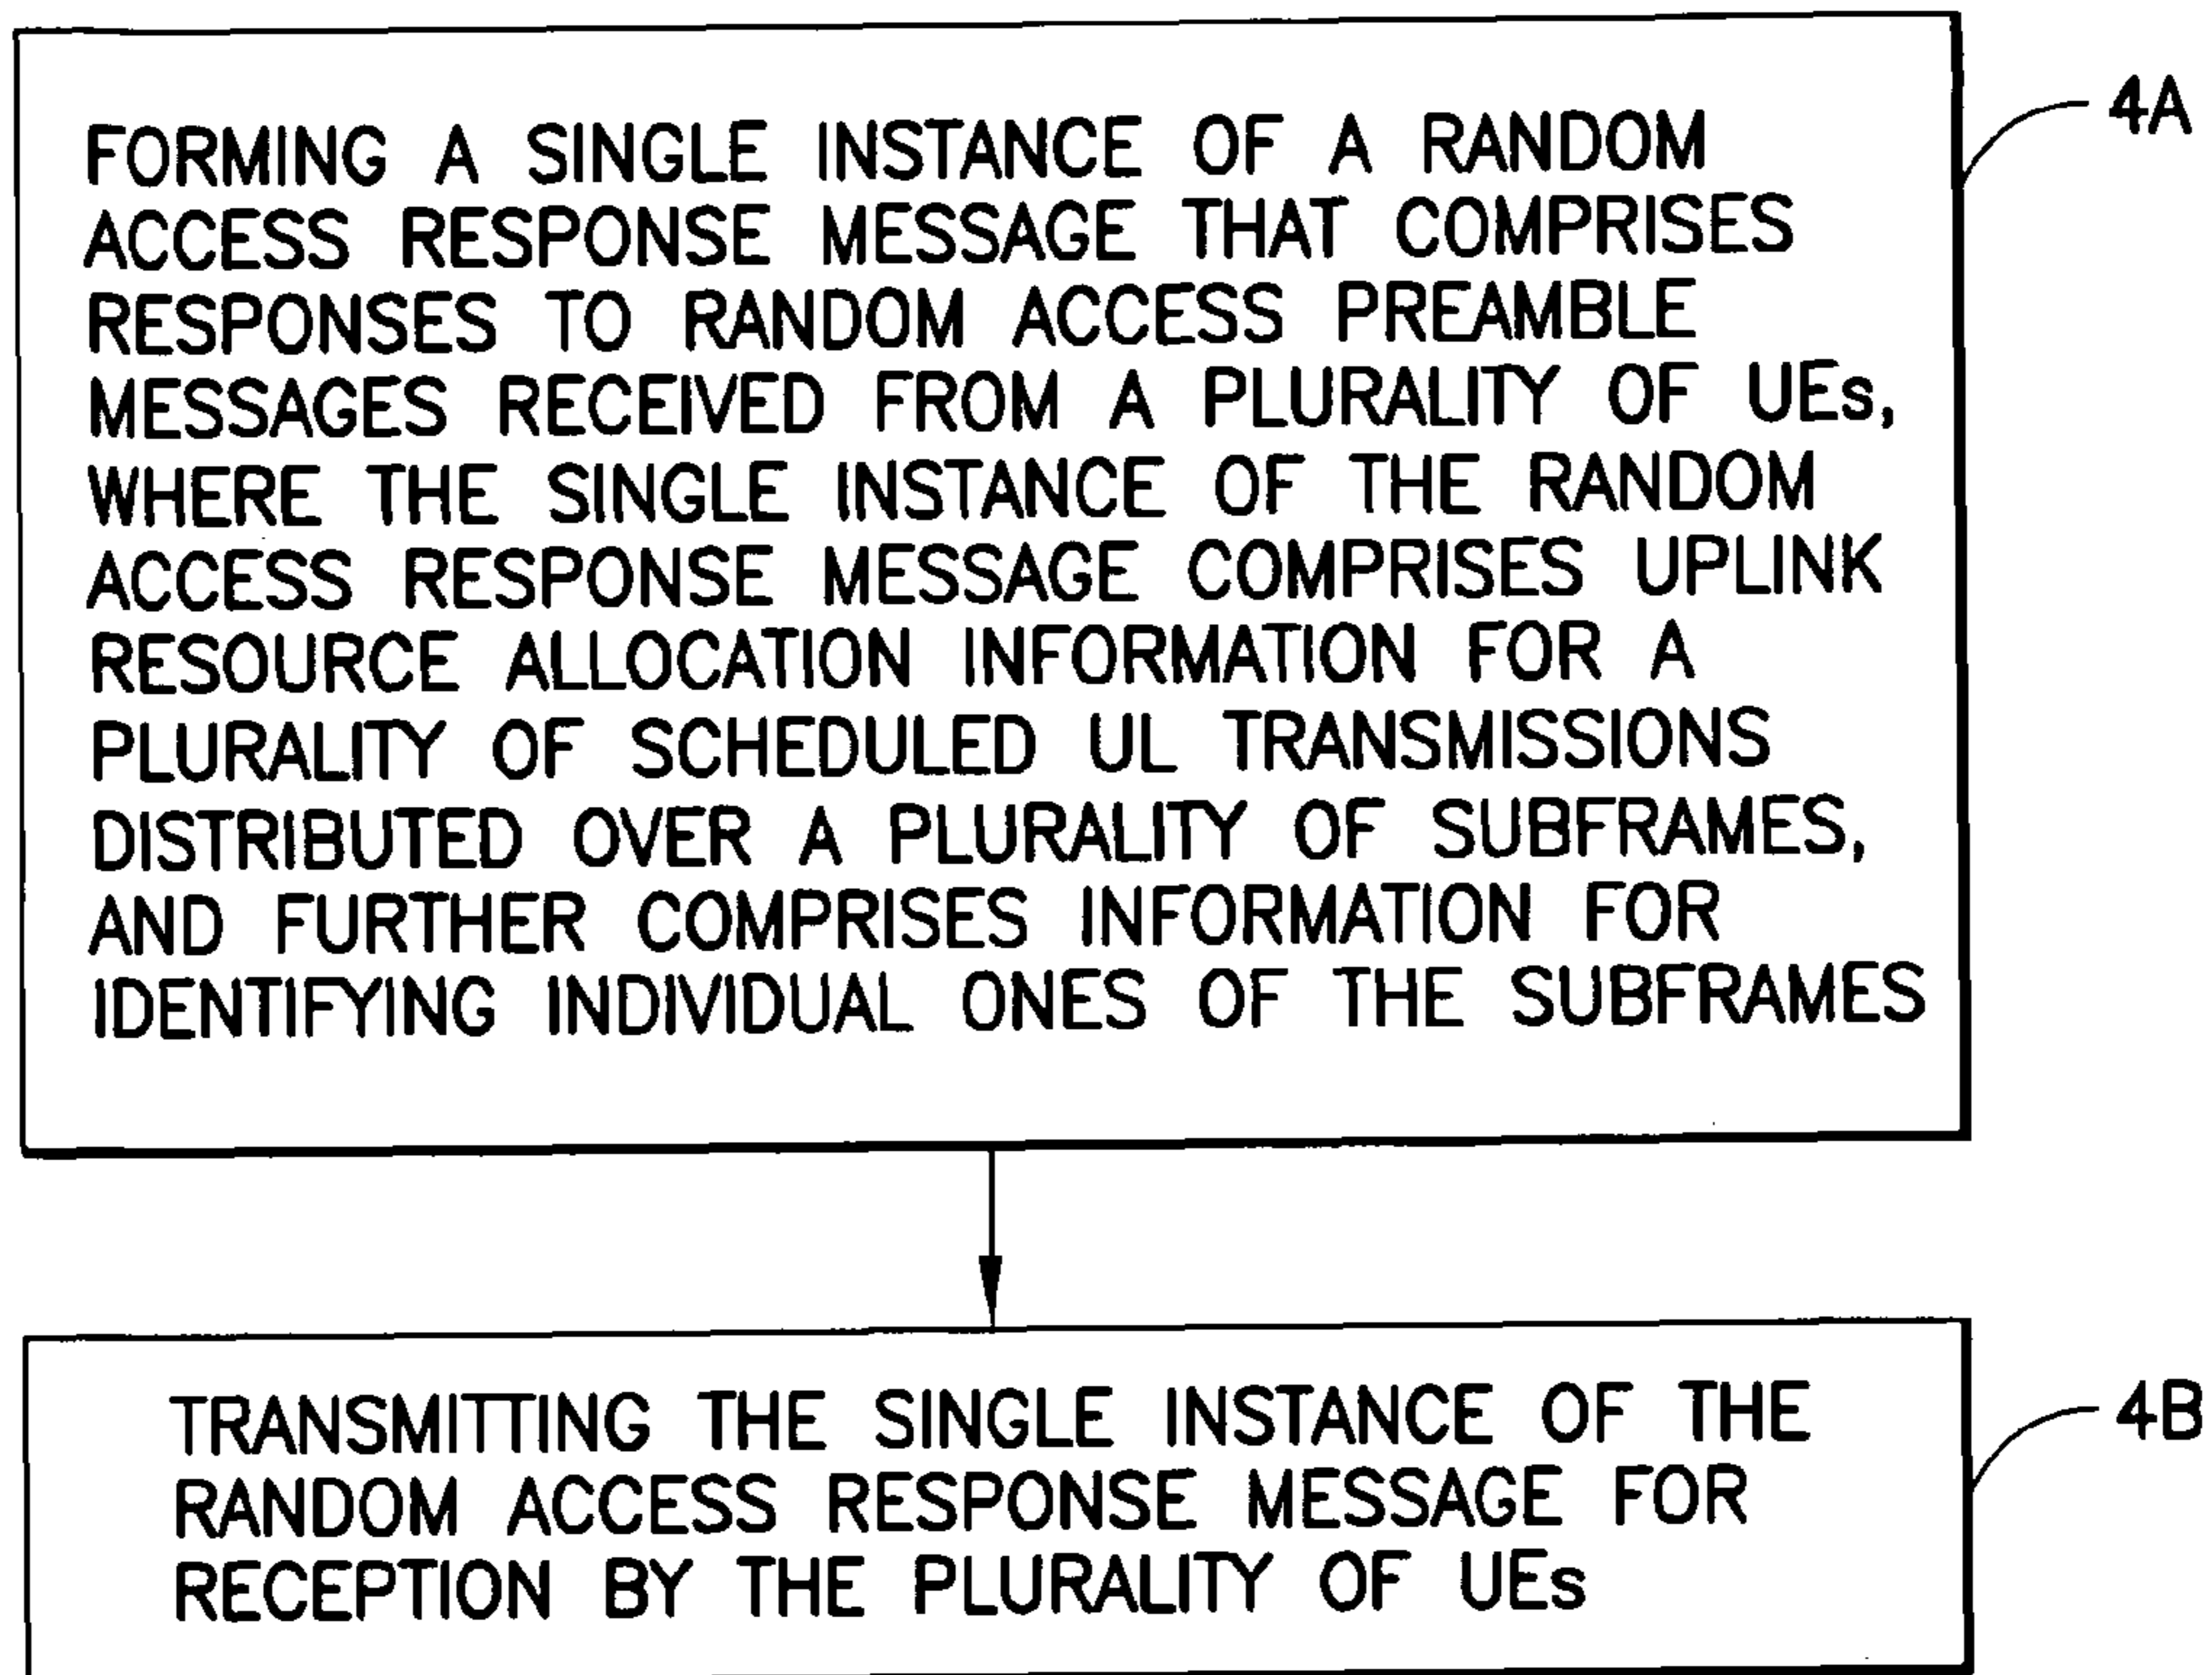 FORMING A SINGLE INSTANCE OF A RANDOM
ACCESS RESPONSE MESSAGE THAT COMPRISES
RESPONSES TO RANDOM ACCESS PREAMBLE
MESSAGES RECEIVED FROM A PLURALITY OF UEs,
WHERE THE SINGLE INSTANCE OF THE RANDOM
ACCESS RESPONSE MESSAGE COMPRISES UPLINK
RESOURCE ALLOCATION INFORMATION FOR A
PLURALITY OF SCHEDULED UL TRANSMISSIONS
DISTRIBUTED OVER A PLURALITY OF SUBFRAMES,
AND FURTHER COMPRISES INFORMATION FOR
IDENTIFYING INDIVIDUAL ONES OF THE SUBFRAMES
4A
TRANSMITTING THE SINGLE INSTANCE OF THE
RANDOM ACCESS RESPONSE MESSAGE FOR
RECEPTION BY THE PLURALITY OF UEs
4B